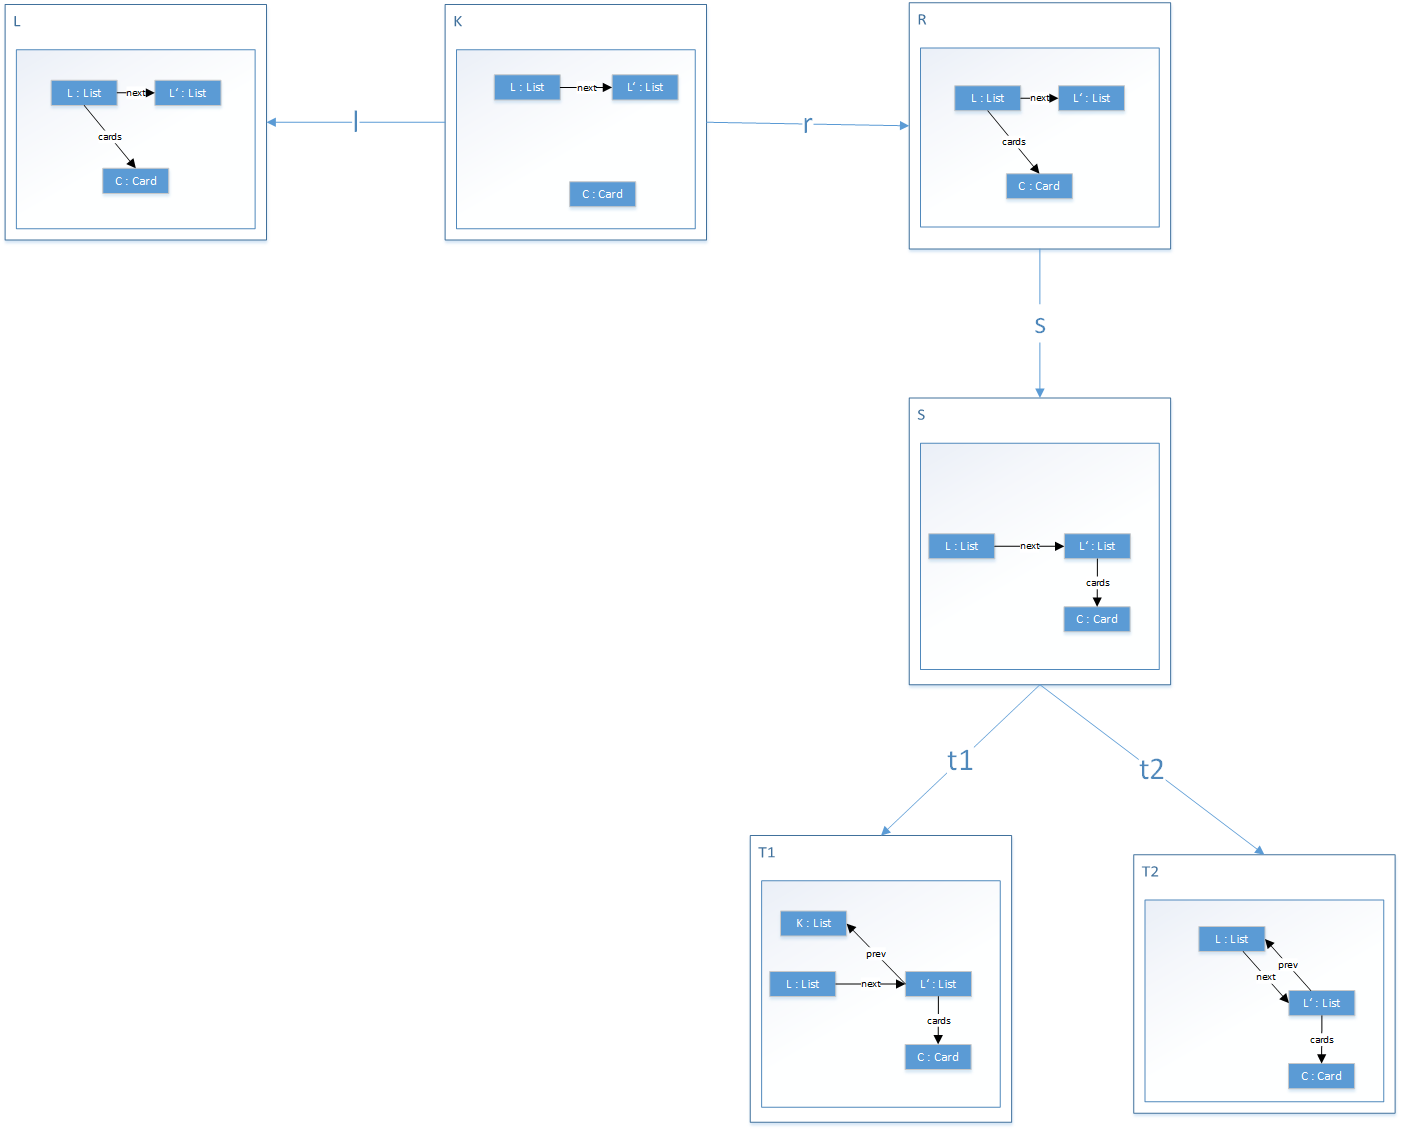 L
L : List
next
L‘ : List
cards
C : Card
l
K
L : List
next
L‘ : List
C : Card
r
R
L : List
next
L‘ : List
cards
C : Card
S
S
L : List
next
L‘ : List
cards
C : Card
t1
t2
T1
K : List
prev
L : List
next
L‘ : List
cards
C : Card
T2
L : List
prev
next
L‘ : List
cards
C : Card